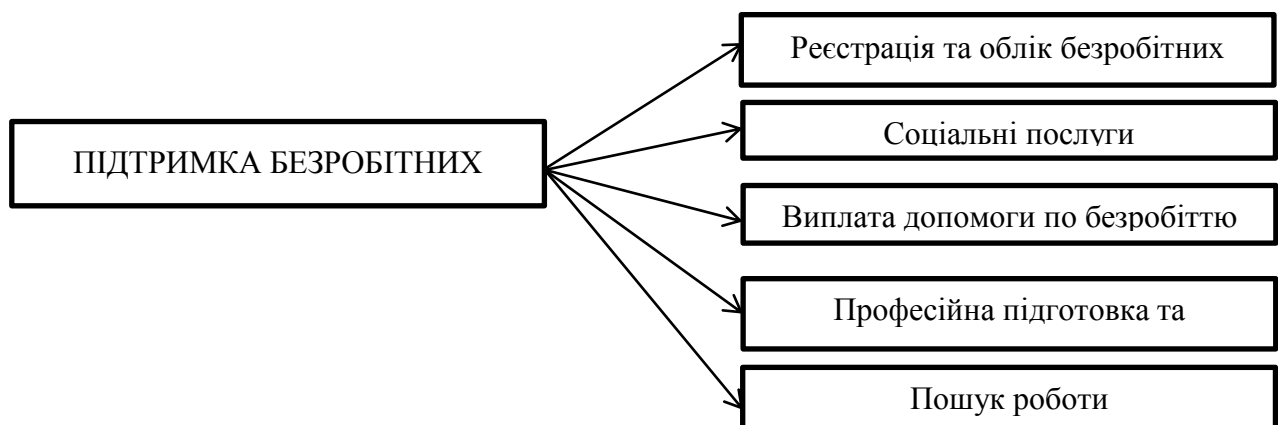 Реєстрація та облік безробітних
Соціальні послуги
ПІДТРИМКА БЕЗРОБІТНИХ
Виплата допомоги по безробіттю
Професійна підготовка та
Пошук роботи